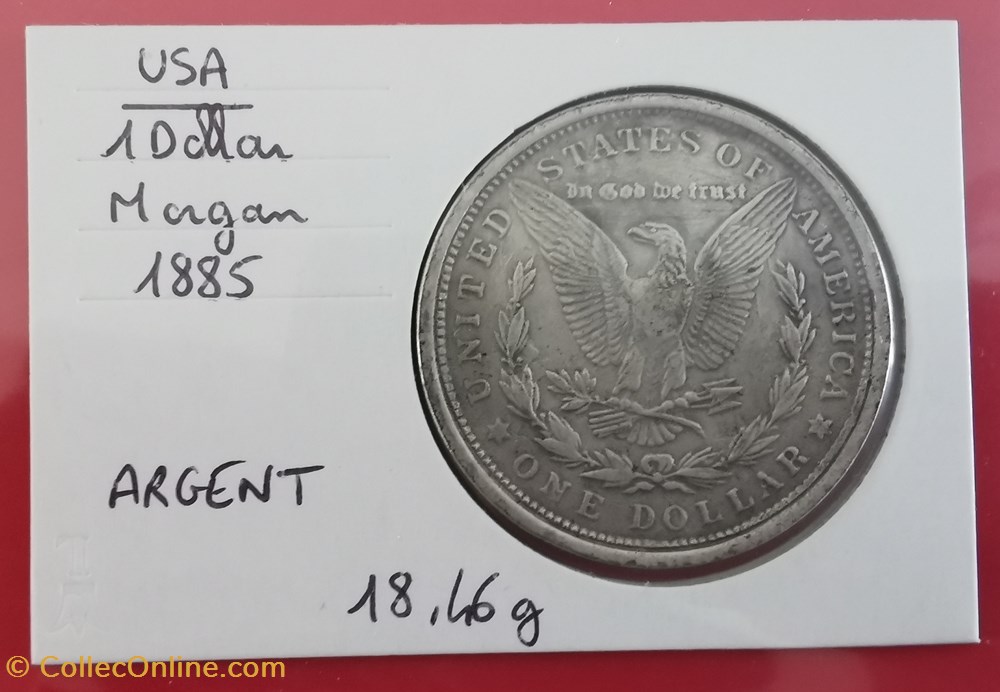 USA
1 Dollar
Morgan
1885
ARGENT
18,46 g
UNITED STATES OF AMERICA
In God we trust
ONE DOLLAR
© CollecOnline.com